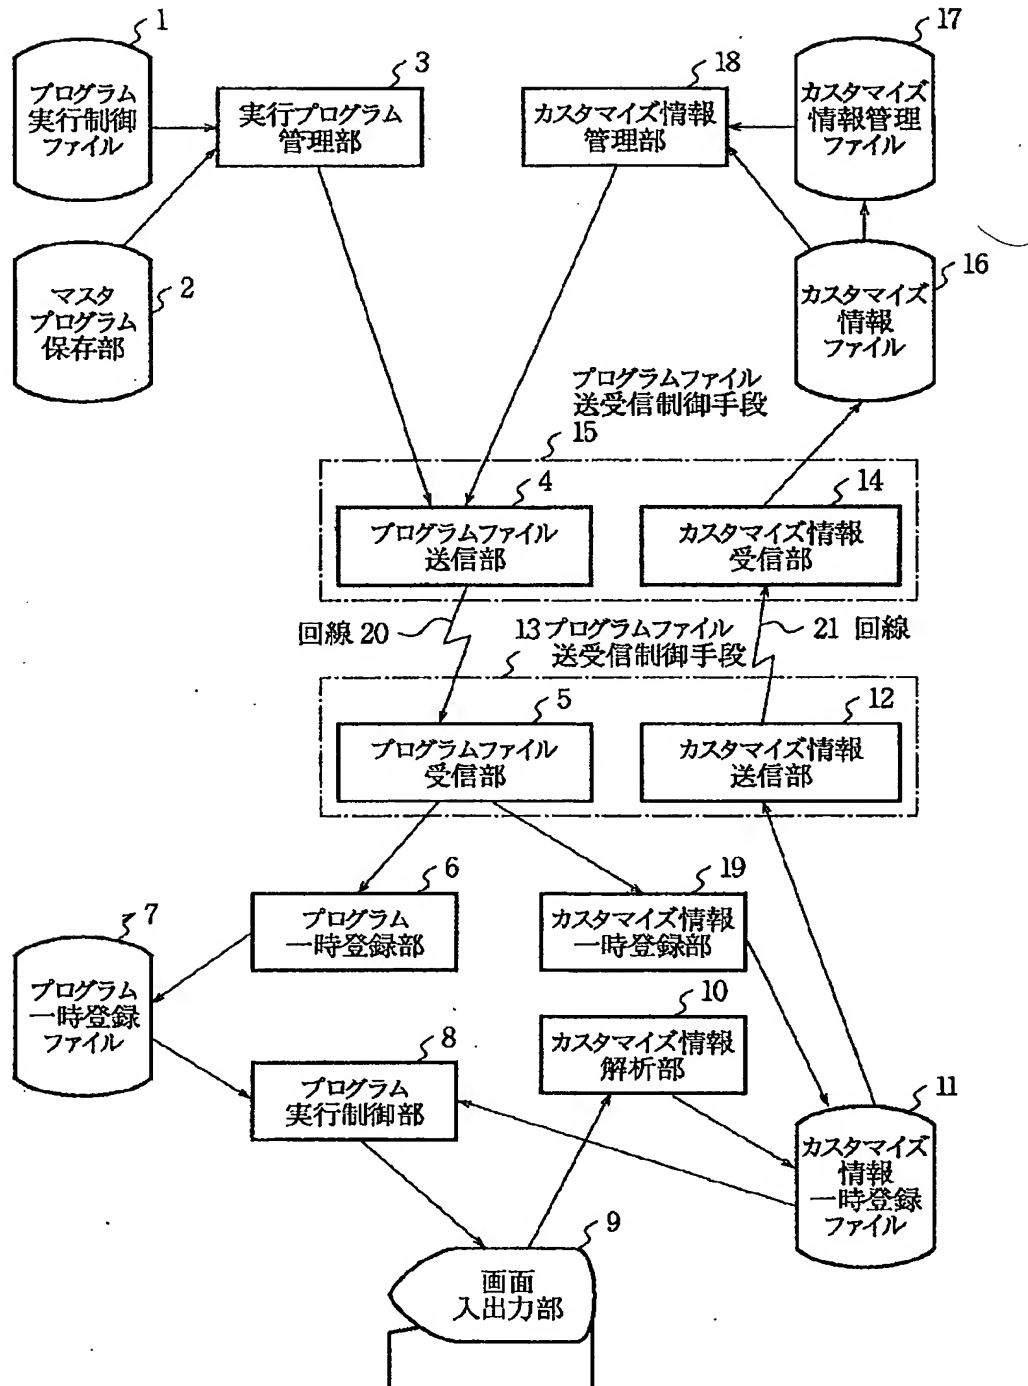 1
プログラム
実行制御
ファイル
3
実行プログラム
管理部
18
カスタマイズ情報
管理部
17
カスタマイズ
情報管理
ファイル
2
マスタ
プログラム
保存部
16
カスタマイズ
情報
ファイル
プログラムファイル
送受信制御手段
15
4
プログラムファイル
送信部
14
カスタマイズ情報
受信部
回線 20
21 回線
13 プログラムファイル
送受信制御手段
5
プログラムファイル
受信部
12
カスタマイズ情報
送信部
6
プログラム
一時登録部
19
カスタマイズ情報
一時登録部
7
プログラム
一時登録
ファイル
8
プログラム
実行制御部
10
カスタマイズ情報
解析部
11
カスタマイズ
情報
一時登録
ファイル
9
画面
入出力部